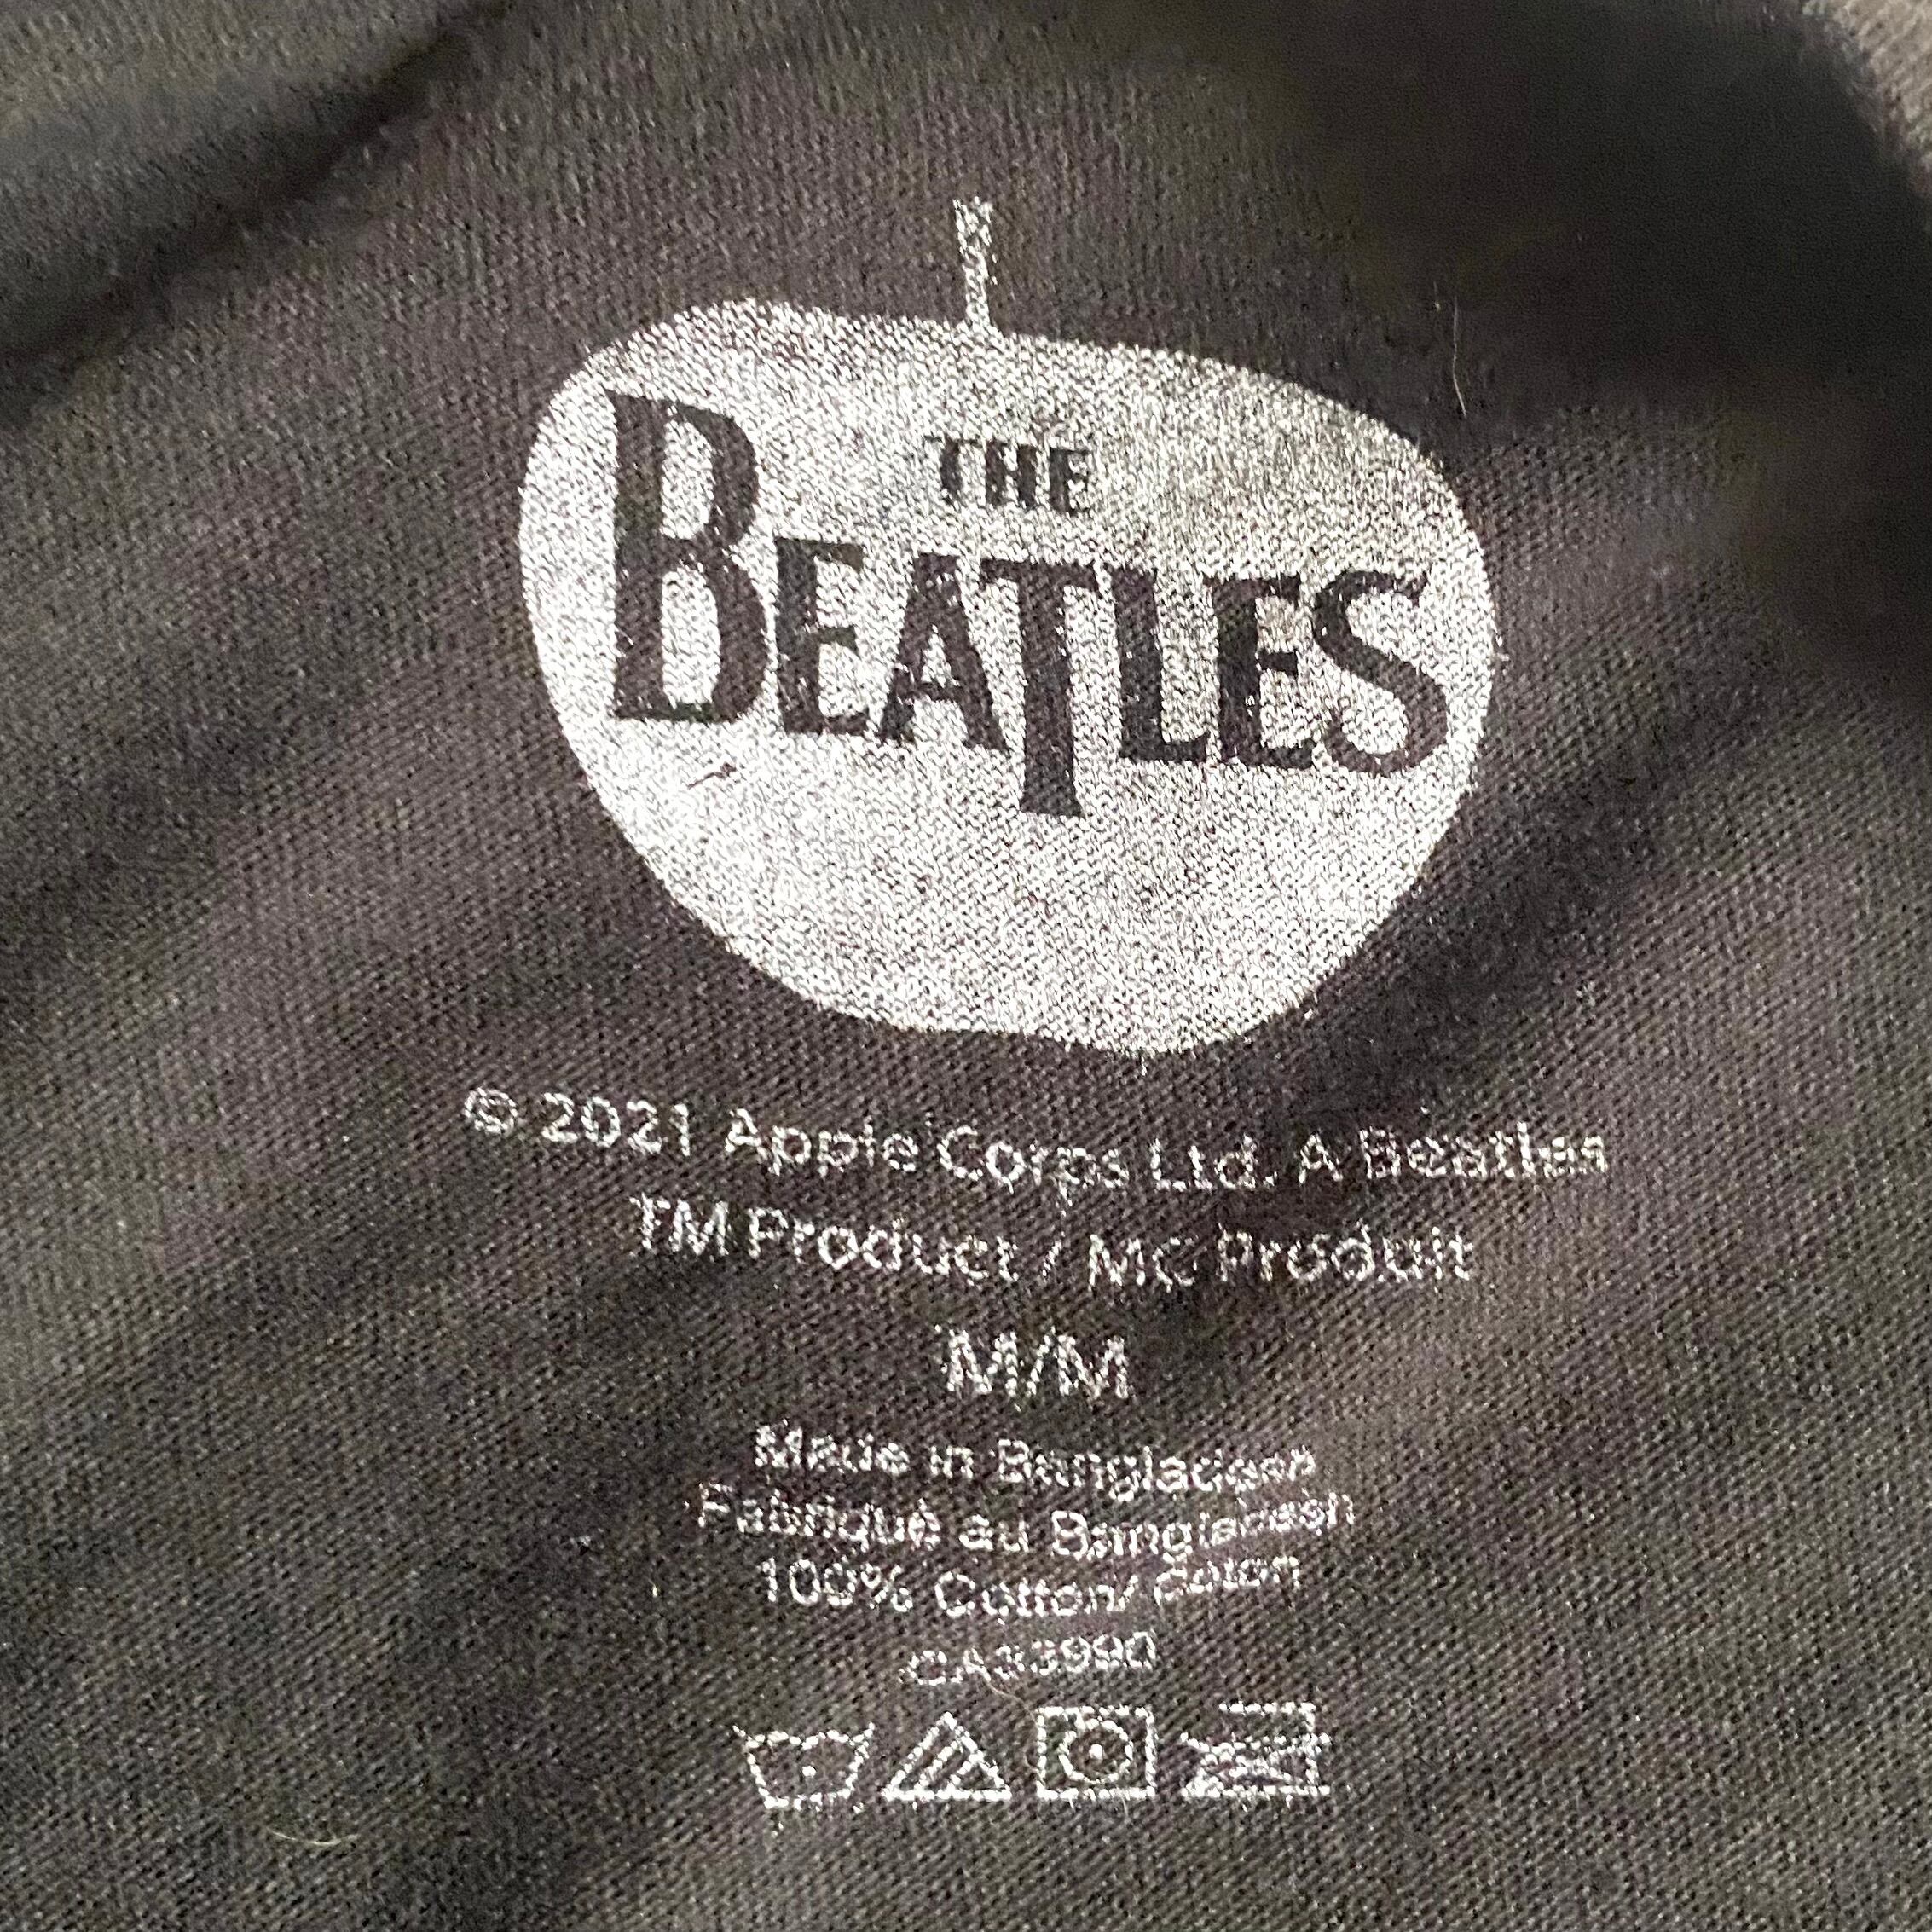 THE
BEATLES
© 2021 Apple Corps Ltd. A Beatles
TM Product / MC Produit
M/M
Made in Bangladesh
Fabriqué au Bangladesh
100% Cotton/ Coton
CA33990